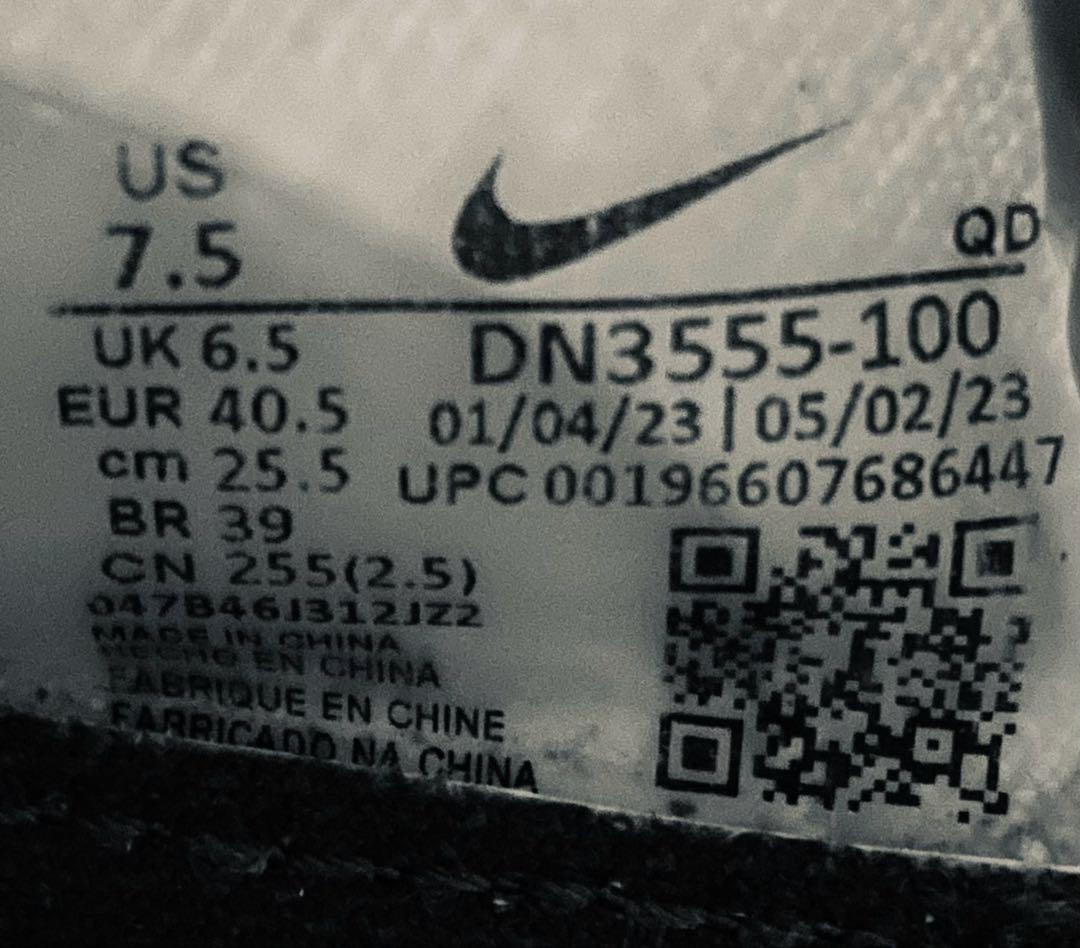 US
7.5
QD
UK 6.5
DN3555-100
EUR 40.5
01/04/23 | 05/02/23
cm 25.5
UPC 00196607686447
BR 39
CN 255(2.5)
047B46J312JZ2
MADE IN CHINA
HECHO EN CHINA
FABRIQUE EN CHINE
FABRICADO NA CHINA